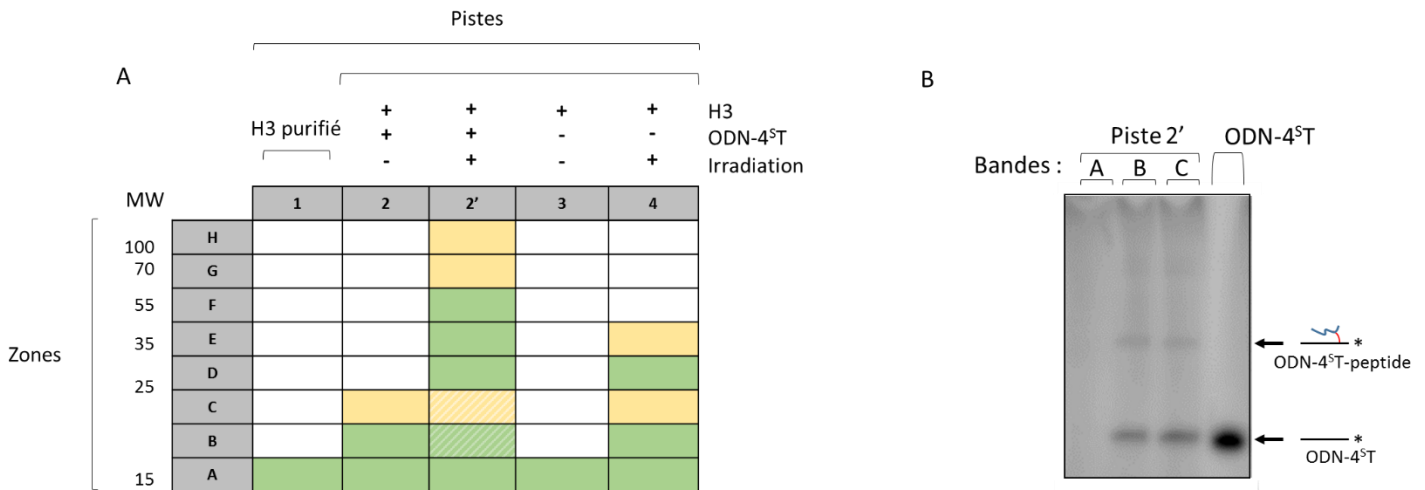 Pistes
A
+ + + + H3
H3 purifié + + - - ODN-4ˢT
- + - + Irradiation
MW 1 2 2’ 3 4
H
100
70 G
55 F
35 E
D
25
C
B
15 A
Zones
B
Piste 2’ ODN-4ˢT
Bandes : A B C
*
ODN-4ˢT-peptide
*
ODN-4ˢT